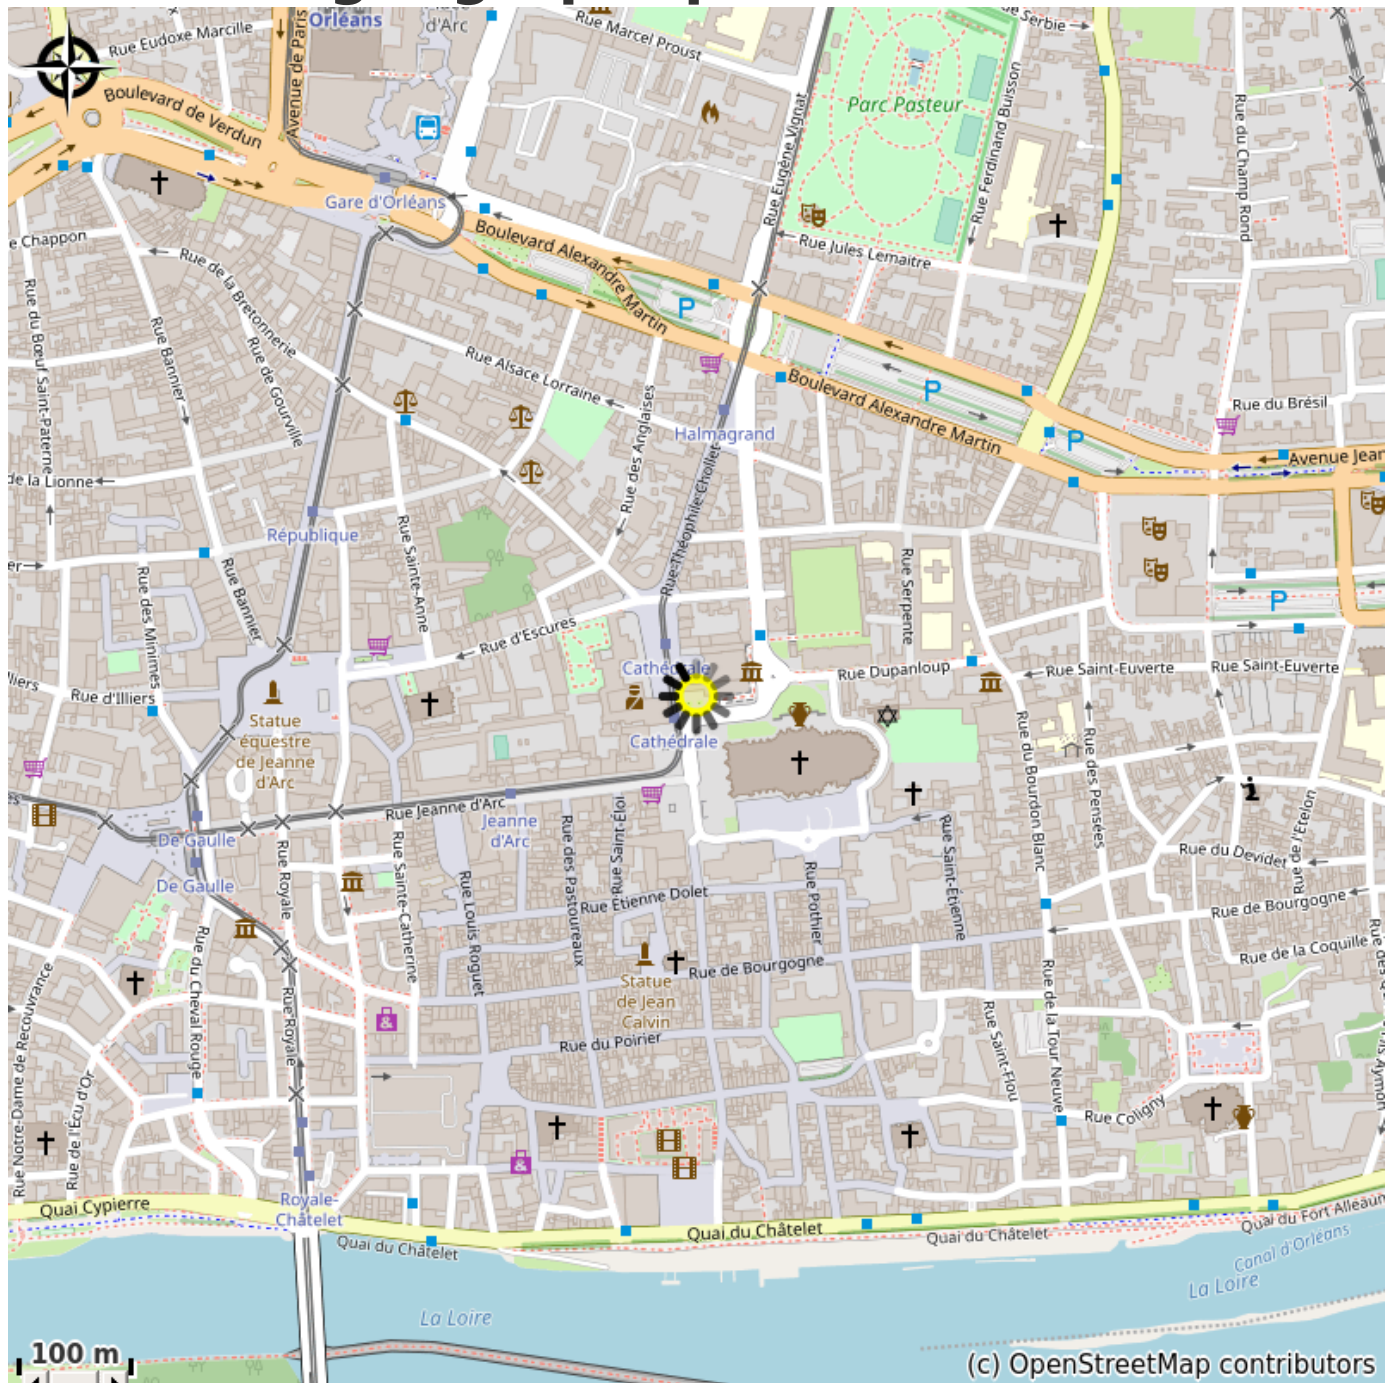 Orléans
d'Arc
Rue Marcel Proust
de Serbie
Rue Eudoxe Marcille
Avenue de Paris
Boulevard de Verdun
Parc Pasteur
Rue Eugène Vignat
Rue Ferdinand Buisson
Rue du Champ Rond
Gare d'Orléans
Boulevard Alexandre Martin
Rue Jules Lemaitre
e Chappon
Rue de la Bretonnerie
Rue du Bœuf Saint-Paterne
Rue Bannier
Rue de Gourville
P
Rue Alsace Lorraine
Boulevard Alexandre Martin
P
Rue du Brésil
P
Avenue Jean
Halmagrand
Rue des Anglaises
Rue Théophile Chollet
de la Lionne
République
Rue Sainte-Anne
er
Rue des Minimes
Rue Bannier
Rue Serpente
P
Rue d'Escures
Cathédrale
Rue Dupanloup
Rue Saint-Euverte
Rue Saint-Euverte
lliers
Rue d'Illiers
Statue
équestre
de Jeanne
d'Arc
Cathédrale
Rue du Bourdon Blanc
Rue des Pensées
es
Rue Jeanne d'Arc
Jeanne
d'Arc
De Gaulle
De Gaulle
Rue Royale
Rue Sainte-Catherine
Rue Louis Roguet
Rue des Pastoureaux
Rue Saint-Éloi
Rue Étienne Dolet
Rue Pothier
Rue Saint-Étienne
Rue du Devidet
Rue de l'Ételon
Rue de Bourgogne
Rue de la Coquille
Rue des
Statue
de Jean
Calvin
Rue de Bourgogne
Rue du Cheval Rouge
Rue Royale
Rue Notre-Dame de Recouvrance
Rue de l'Écu d'Or
Rue du Poirier
Rue Saint-Flou
Rue de la Tour Neuve
Rue Coligny
Aymon
Quai Cypierre
Royale-
Châtelet
Quai du Châtelet
Quai du Châtelet
Quai du Châtelet
Quai du Fort Alleaum
Canal d'Orléans
La Loire
La Loire
100 m
(c) OpenStreetMap contributors